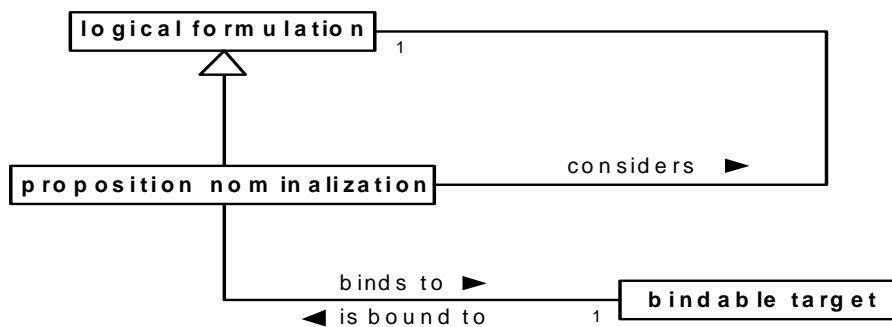 logical formulation
1
considers
proposition nominalization
binds to
bindable target
is bound to
1